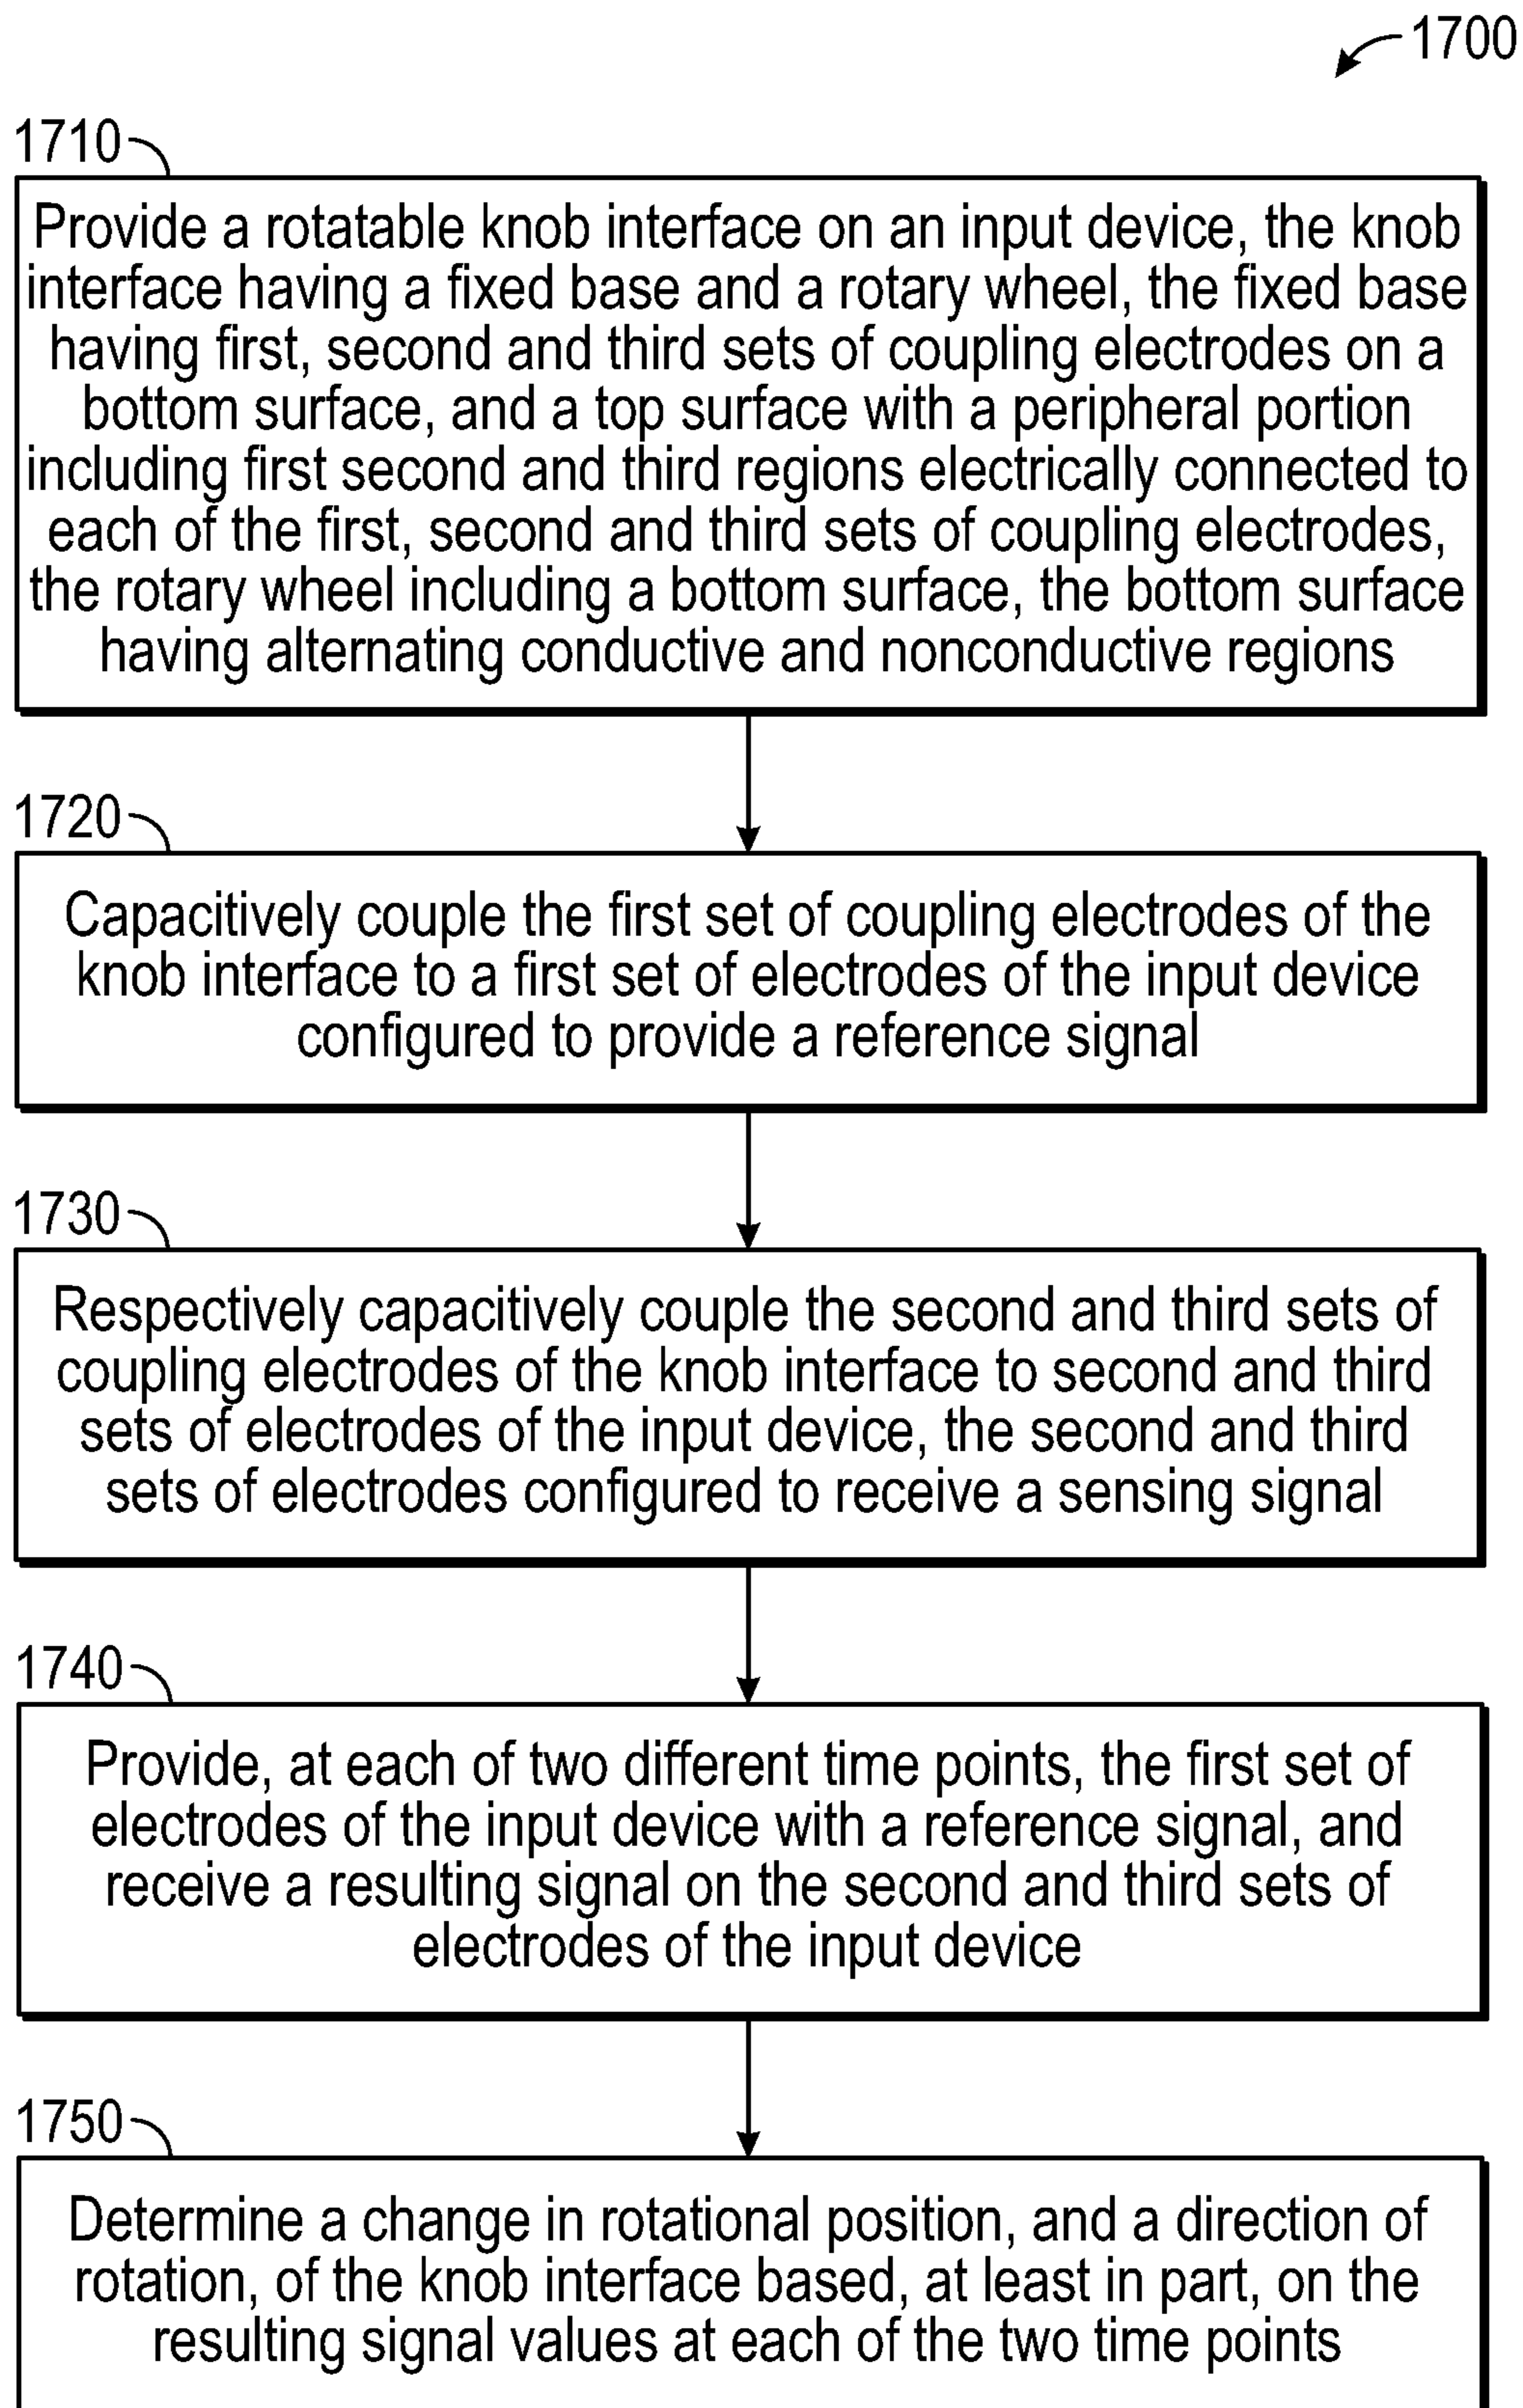 1700
1710
Provide a rotatable knob interface on an input device, the knob
interface having a fixed base and a rotary wheel, the fixed base
having first, second and third sets of coupling electrodes on a
bottom surface, and a top surface with a peripheral portion
including first second and third regions electrically connected to
each of the first, second and third sets of coupling electrodes,
the rotary wheel including a bottom surface, the bottom surface
having alternating conductive and nonconductive regions
1720
Capacitively couple the first set of coupling electrodes of the
knob interface to a first set of electrodes of the input device
configured to provide a reference signal
1730
Respectively capacitively couple the second and third sets of
coupling electrodes of the knob interface to second and third
sets of electrodes of the input device, the second and third
sets of electrodes configured to receive a sensing signal
1740
Provide, at each of two different time points, the first set of
electrodes of the input device with a reference signal, and
receive a resulting signal on the second and third sets of
electrodes of the input device
1750
Determine a change in rotational position, and a direction of
rotation, of the knob interface based, at least in part, on the
resulting signal values at each of the two time points